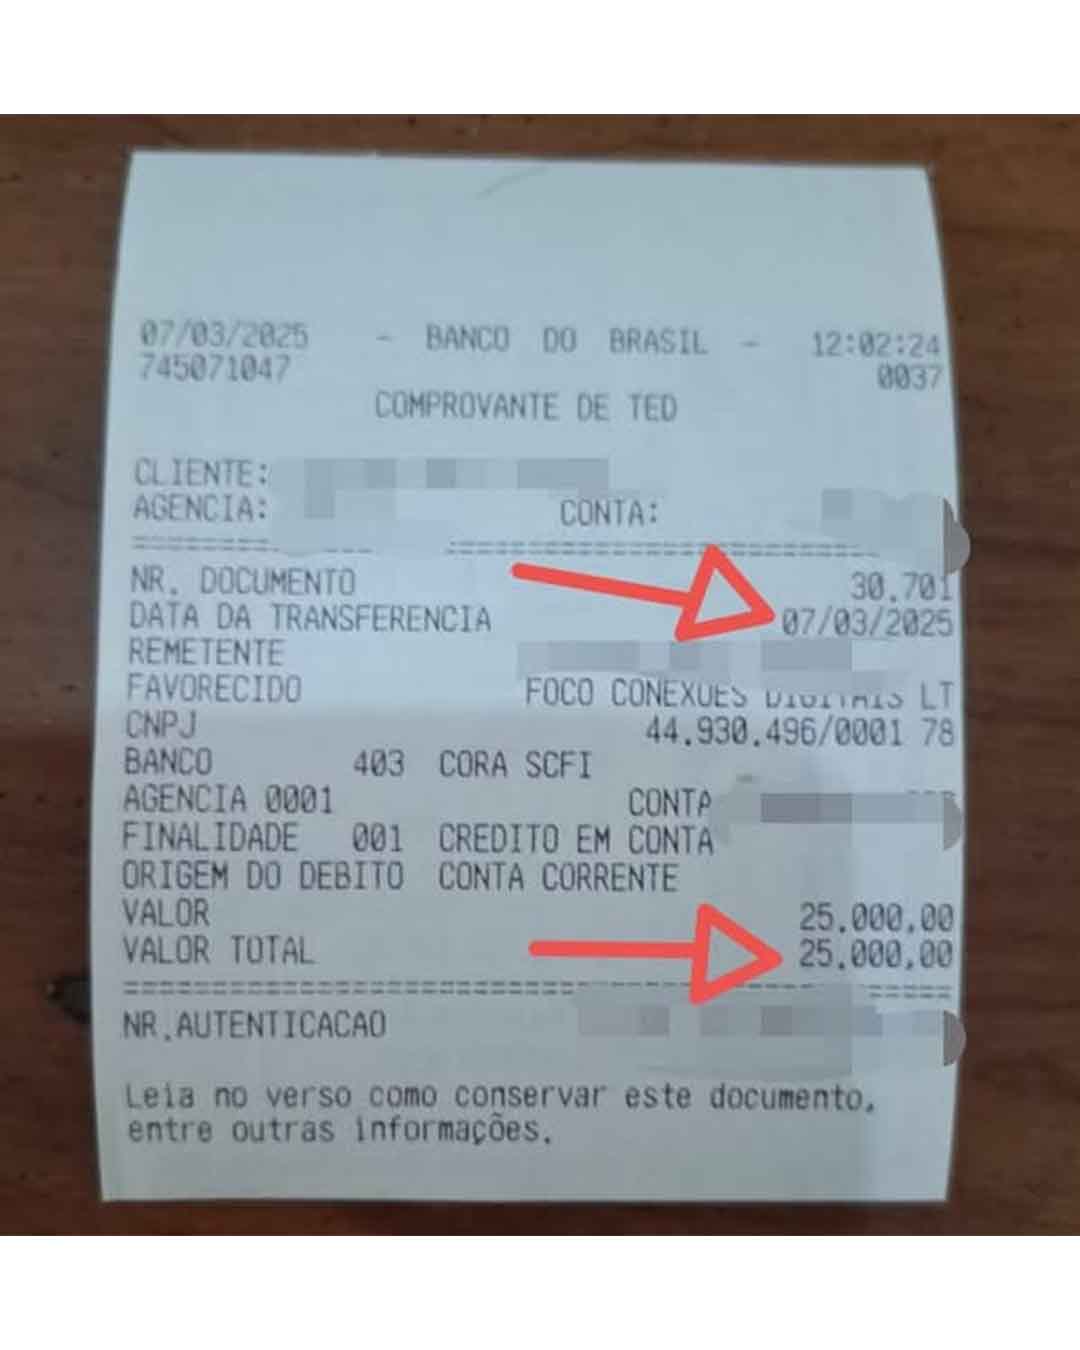 07/03/2025 - BANCO DO BRASIL - 12:02:24
745071047 0037
COMPROVANTE DE TED
CLIENTE:
AGENCIA: CONTA:
NR. DOCUMENTO 30.701
DATA DA TRANSFERENCIA 07/03/2025
REMETENTE
FAVORECIDO FOCO CONEXOES DIGITAIS LT
CNPJ 44.930.496/0001 78
BANCO 403 CORA SCFI
AGENCIA 0001 CONTA
FINALIDADE 001 CREDITO EM CONTA
ORIGEM DO DEBITO CONTA CORRENTE
VALOR 25.000,00
VALOR TOTAL 25.000,00
NR.AUTENTICACAO
Leia no verso como conservar este documento,
entre outras informações.